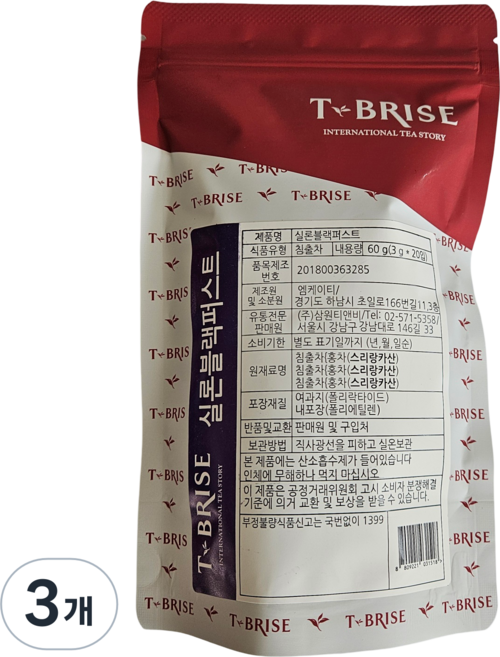 T BRISE
INTERNATIONAL TEA STORY
T BRISE
T BRISE
T BRISE
T BRISE
실론블랙퍼스트
T BRISE
INTERNATIONAL TEA STORY
제품명 실론블랙퍼스트
식품유형 침출차 내용량 60 g(3 g * 20입)
품목제조번호 201800363285
제조원 및 소분원 엠케이티/
경기도 하남시 초일로166번길11,3층
유통전문판매원 (주)삼원티앤비/Tel: 02-571-5358/
서울시 강남구 강남대로 146길 33
소비기한 별도 표기일까지 (년,월,일순)
원재료명 침출차(홍차(스리랑카산)
침출차(홍차(스리랑카산)
침출차(홍차(스리랑카산)
포장재질 여과지(폴리락타이드)
내포장(폴리에틸렌)
반품및교환 판매원 및 구입처
보관방법 직사광선을 피하고 실온보관
본 제품에는 산소흡수제가 들어있습니다
인체에 무해하나 먹지 마십시오
이 제품은 공정거래위원회 고시 소비자 분쟁해결
기준에 의거 교환 및 보상을 받을 수 있습니다.
부정불량식품신고는 국번없이 1399
T BRISE
T BRISE
T BRISE
3개